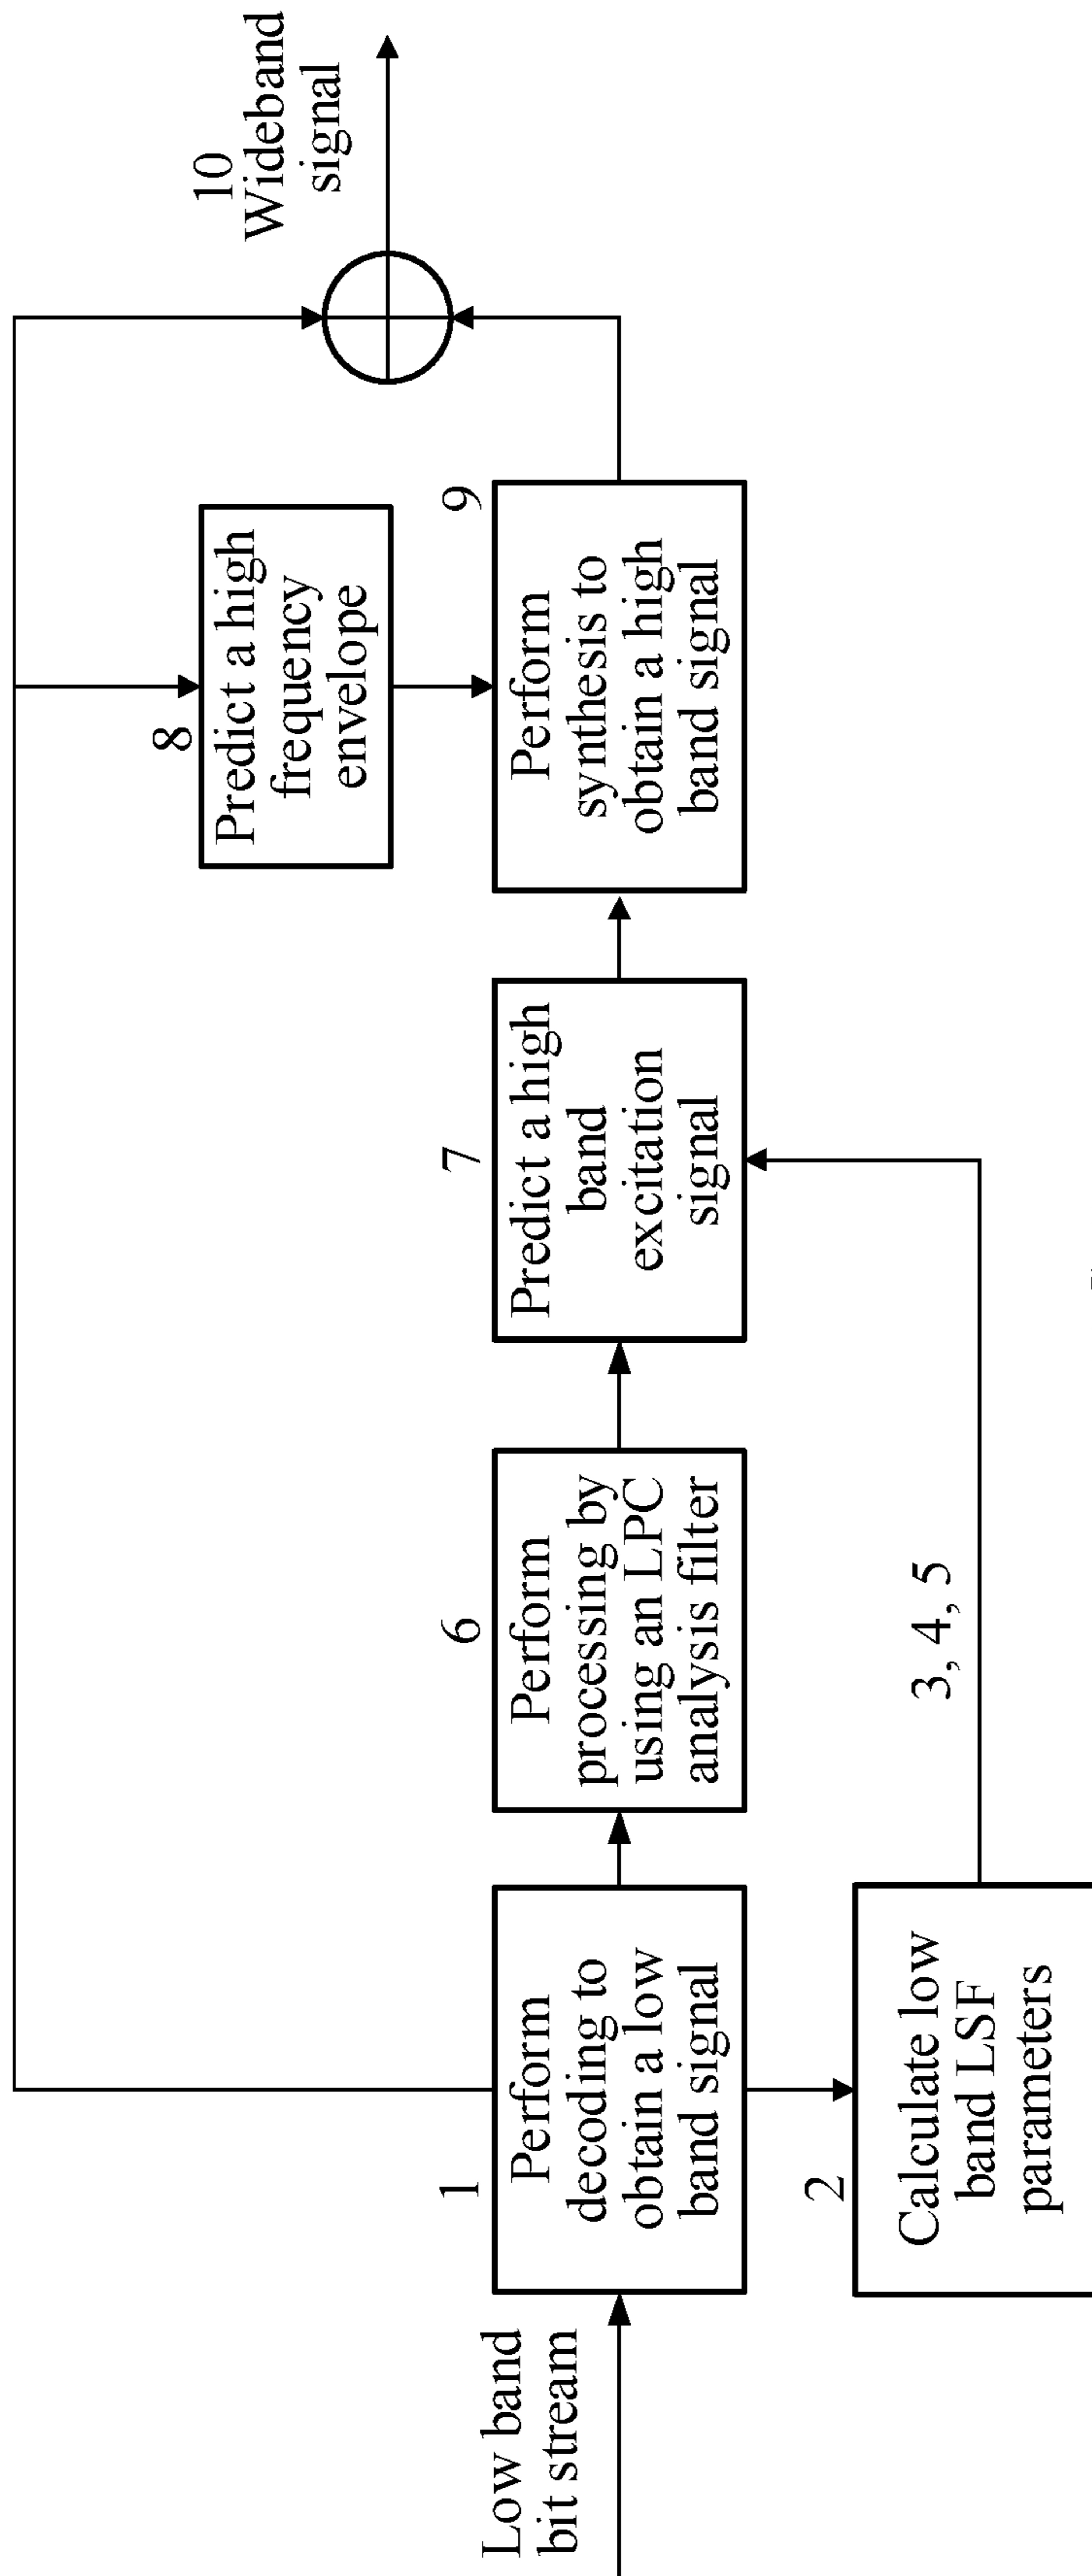 Low band
bit stream
1
Perform
decoding to
obtain a low
band signal
2
Calculate low
band LSF
parameters
3, 4, 5
6
Perform
processing by
using an LPC
analysis filter
7
Predict a high
band
excitation
signal
8
Predict a high
frequency
envelope
9
Perform
synthesis to
obtain a high
band signal
10
Wideband
signal